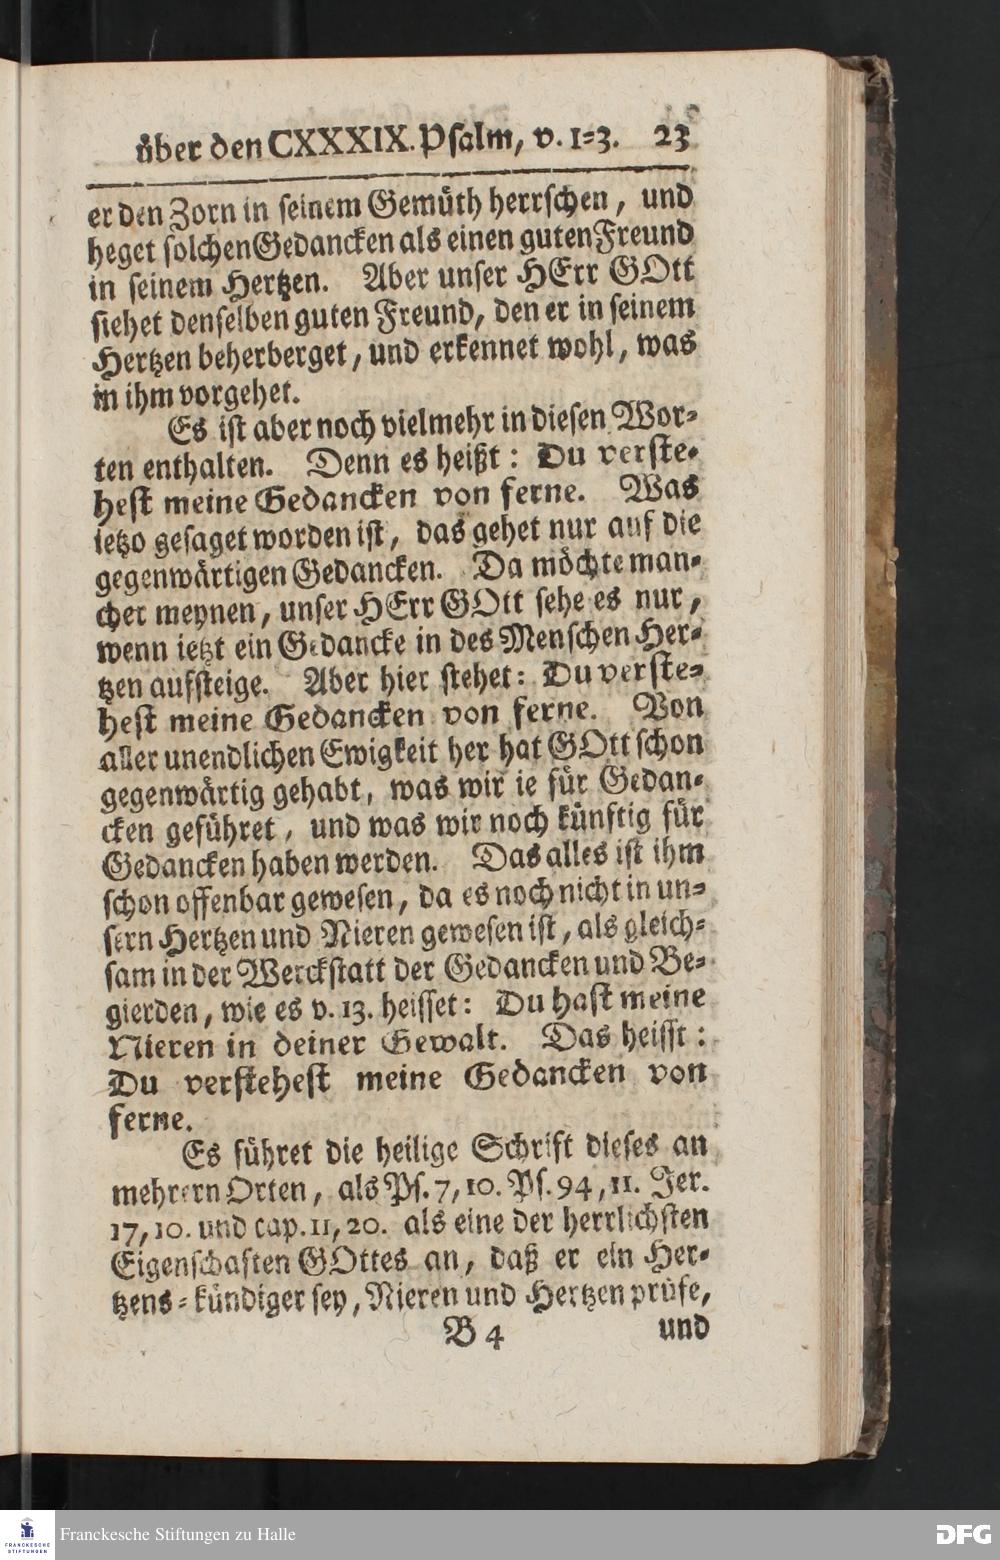 über den CXXXIX. Psalm, v. 1-3. 23
er den Zorn in seinem Gemüth herrschen, und
heget solchen Gedancken als einen guten Freund
in seinem Hertzen. Aber unser HErr GOtt
siehet denselben guten Freund, den er in seinem
Hertzen beherberget, und erkennet wohl, was
in ihm vorgehet.
Es ist aber noch vielmehr in diesen Wor-
ten enthalten. Denn es heißt: Du verste-
hest meine Gedancken von ferne. Was
ietzo gesaget worden ist, das gehet nur auf die
gegenwärtigen Gedancken. Da möchte man-
cher meynen, unser HErr GOtt sehe es nur,
wenn ietzt ein Gedancke in des Menschen Her-
tzen aufsteige. Aber hier stehet: Du verste-
hest meine Gedancken von ferne. Von
aller unendlichen Ewigkeit her hat GOtt schon
gegenwärtig gehabt, was wir ie für Gedan-
cken geführet, und was wir noch künftig für
Gedancken haben werden. Das alles ist ihm
schon offenbar gewesen, da es noch nicht in un-
sern Hertzen und Nieren gewesen ist, als gleich-
sam in der Werckstatt der Gedancken und Be-
gierden, wie es v. 13. heisset: Du hast meine
Nieren in deiner Gewalt. Das heisst:
Du verstehest meine Gedancken von
ferne.
Es führet die heilige Schrift dieses an
mehrern Orten, als Ps. 7, 10. Ps. 94, 11. Jer.
17, 10. und cap. 11, 20. als eine der herrlichsten
Eigenschaften GOttes an, daß er ein Her-
tzens-kündiger sey, Nieren und Hertzen prüfe,
B 4 und
FRANCKESCHE STIFTUNGEN
Franckesche Stiftungen zu Halle
DFG